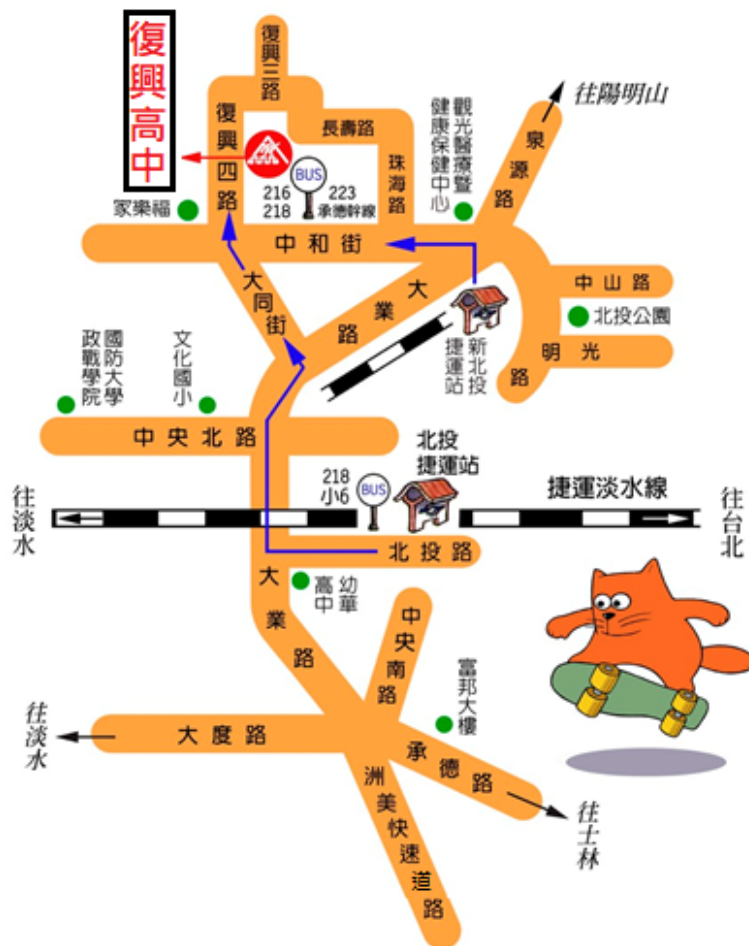 復興高中
復興三路
復興四路
長壽路
珠海路
BUS
216
218
223
承德幹線
觀光醫療暨
健康保健中心
往陽明山
泉源路
家樂福
中和街
大同街
大業路
新北投
捷運站
中山路
北投公園
光明路
國防大學
政戰學院
文化國小
中央北路
北投
捷運站
218
小6
BUS
捷運淡水線
往淡水
往台北
北投路
幼華
高中
大業路
中央南路
富邦大樓
往淡水
大度路
承德路
往士林
洲美快速道路